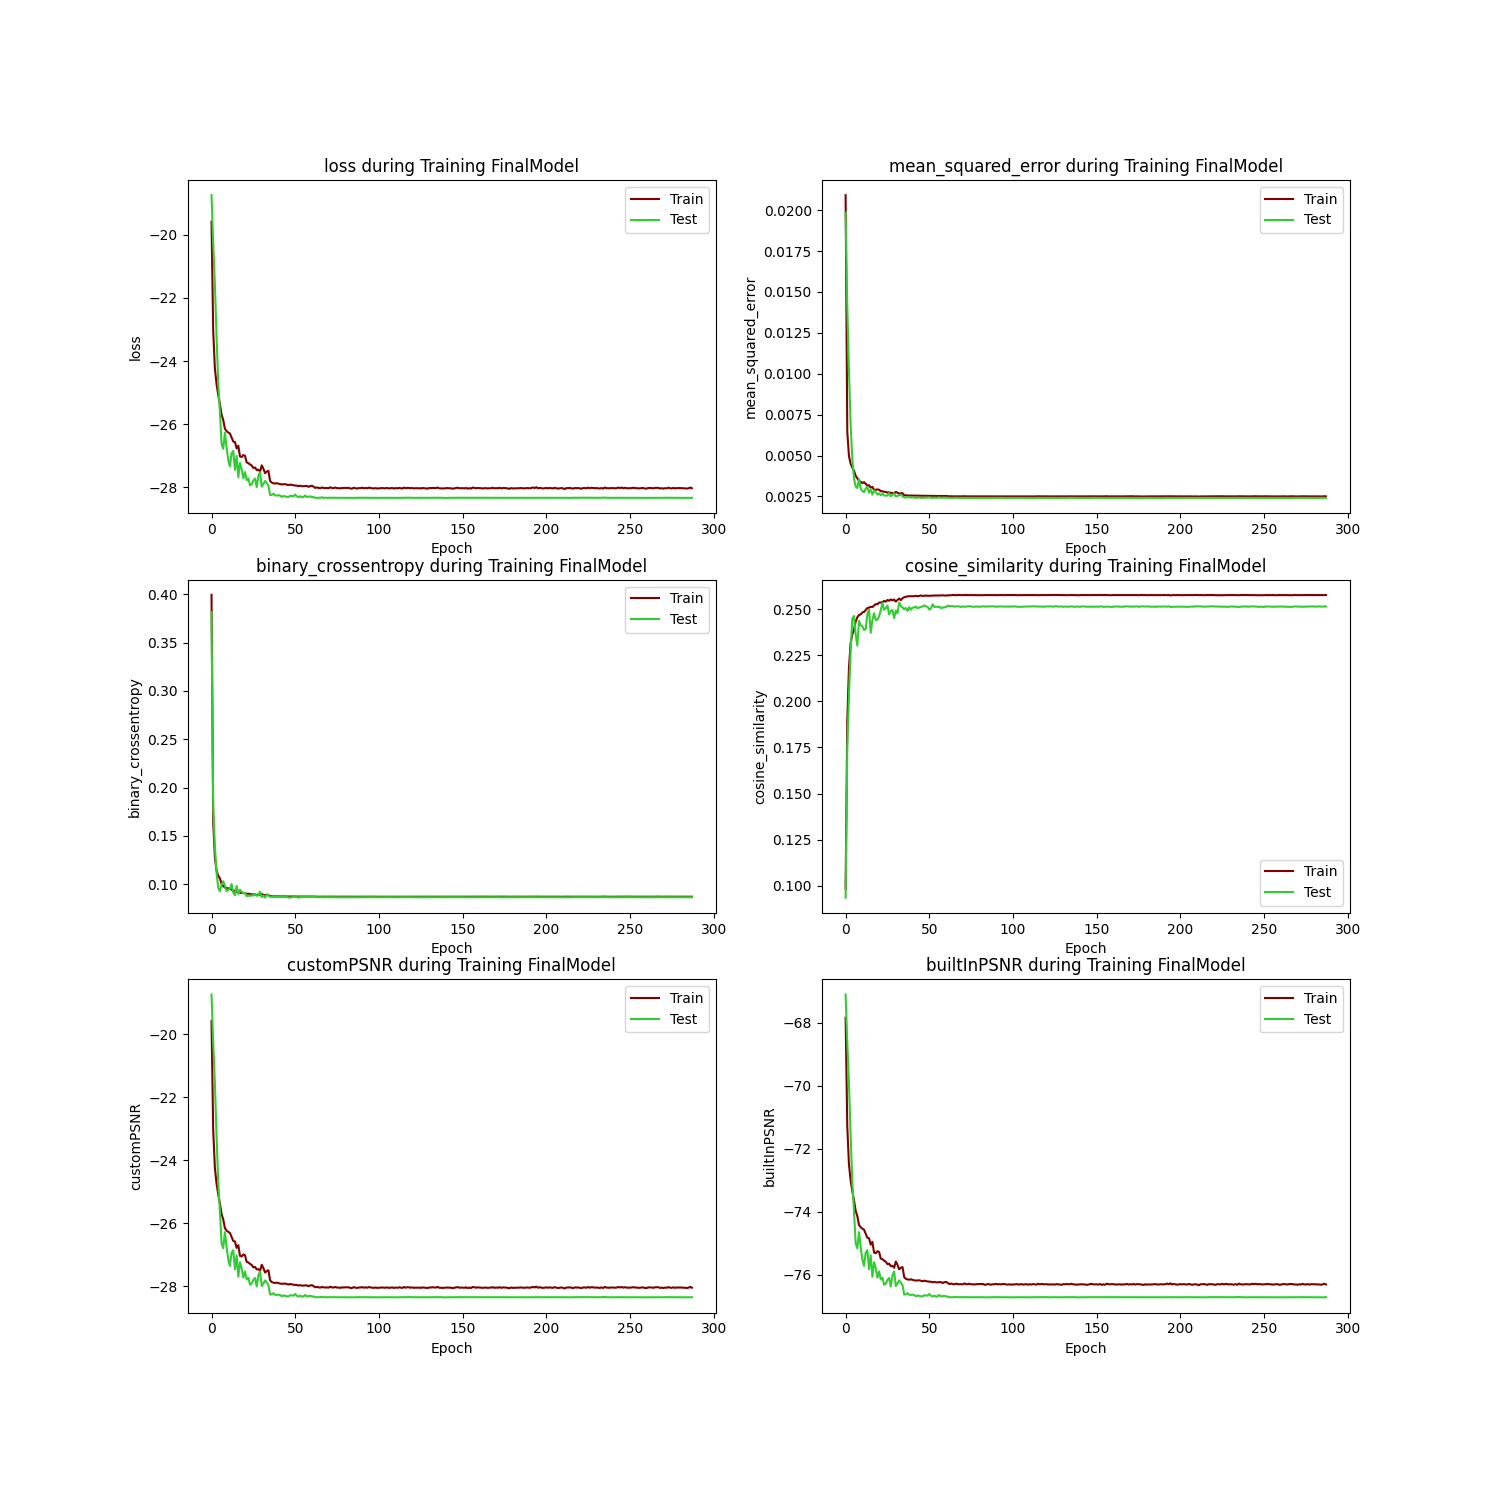 loss during Training FinalModel
Train
Test
−20
−22
−24
−26
−28
loss
0
50
100
150
200
250
300
Epoch
mean_squared_error during Training FinalModel
Train
Test
0.0200
0.0175
0.0150
0.0125
0.0100
0.0075
0.0050
0.0025
mean_squared_error
0
50
100
150
200
250
300
Epoch
binary_crossentropy during Training FinalModel
Train
Test
0.40
0.35
0.30
0.25
0.20
0.15
0.10
binary_crossentropy
0
50
100
150
200
250
300
Epoch
cosine_similarity during Training FinalModel
0.250
0.225
0.200
0.175
0.150
0.125
0.100
cosine_similarity
Train
Test
0
50
100
150
200
250
300
Epoch
customPSNR during Training FinalModel
Train
Test
−20
−22
−24
−26
−28
customPSNR
0
50
100
150
200
250
300
Epoch
builtInPSNR during Training FinalModel
Train
Test
−68
−70
−72
−74
−76
builtInPSNR
0
50
100
150
200
250
300
Epoch